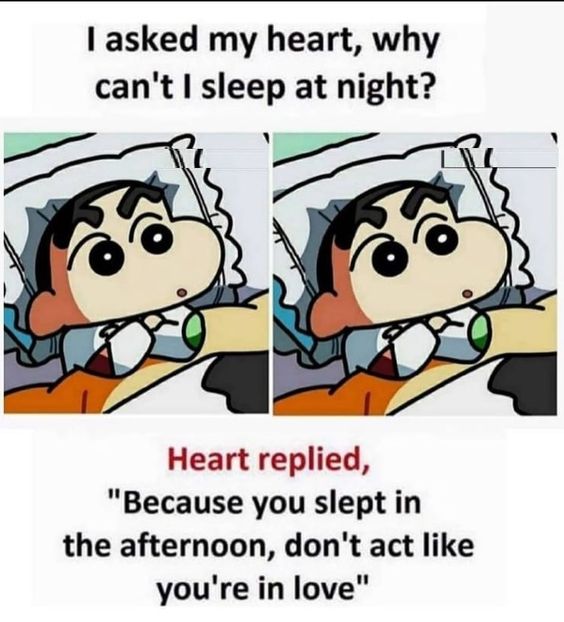 I asked my heart, why
can't I sleep at night?
Heart replied,
"Because you slept in
the afternoon, don't act like
you're in love"